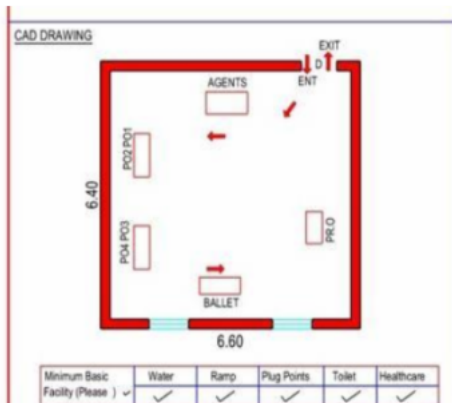 CAD DRAWING
EXIT
D
ENT
AGENTS
PO2 PO1
6.40
PO4 PO3
PR.O
BALLET
6.60
Minimum Basic Water Ramp Plug Points Toilet Healthcare
Facility (Please ) ✓ ✓ ✓ ✓ ✓ ✓